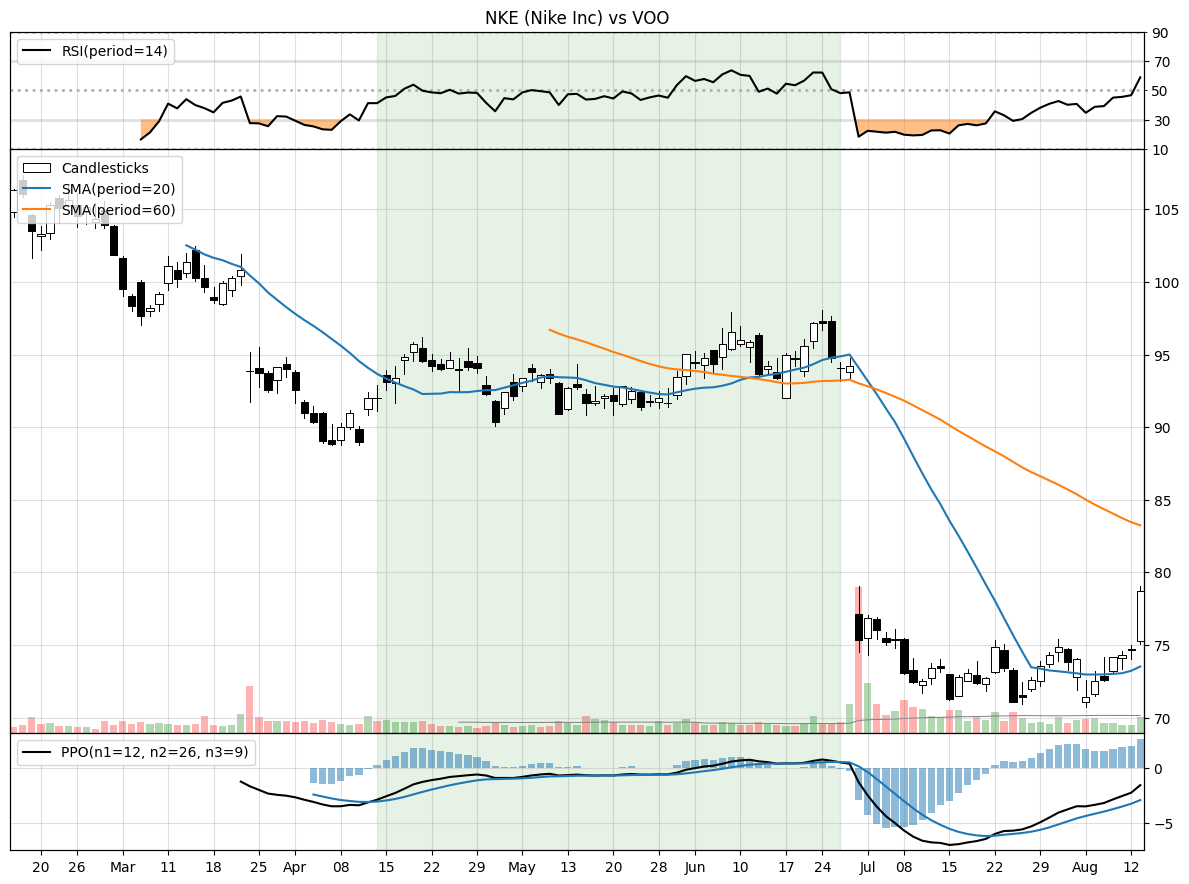 NKE (Nike Inc) vs VOO
RSI(period=14)
90
70
50
30
10
Candlesticks
SMA(period=20)
SMA(period=60)
105
100
95
90
85
80
75
70
PPO(n1=12, n2=26, n3=9)
0
−5
20 26 Mar 11 18 25 Apr 08 15 22 29 May 13 20 28 Jun 10 17 24 Jul 08 15 22 29 Aug 12